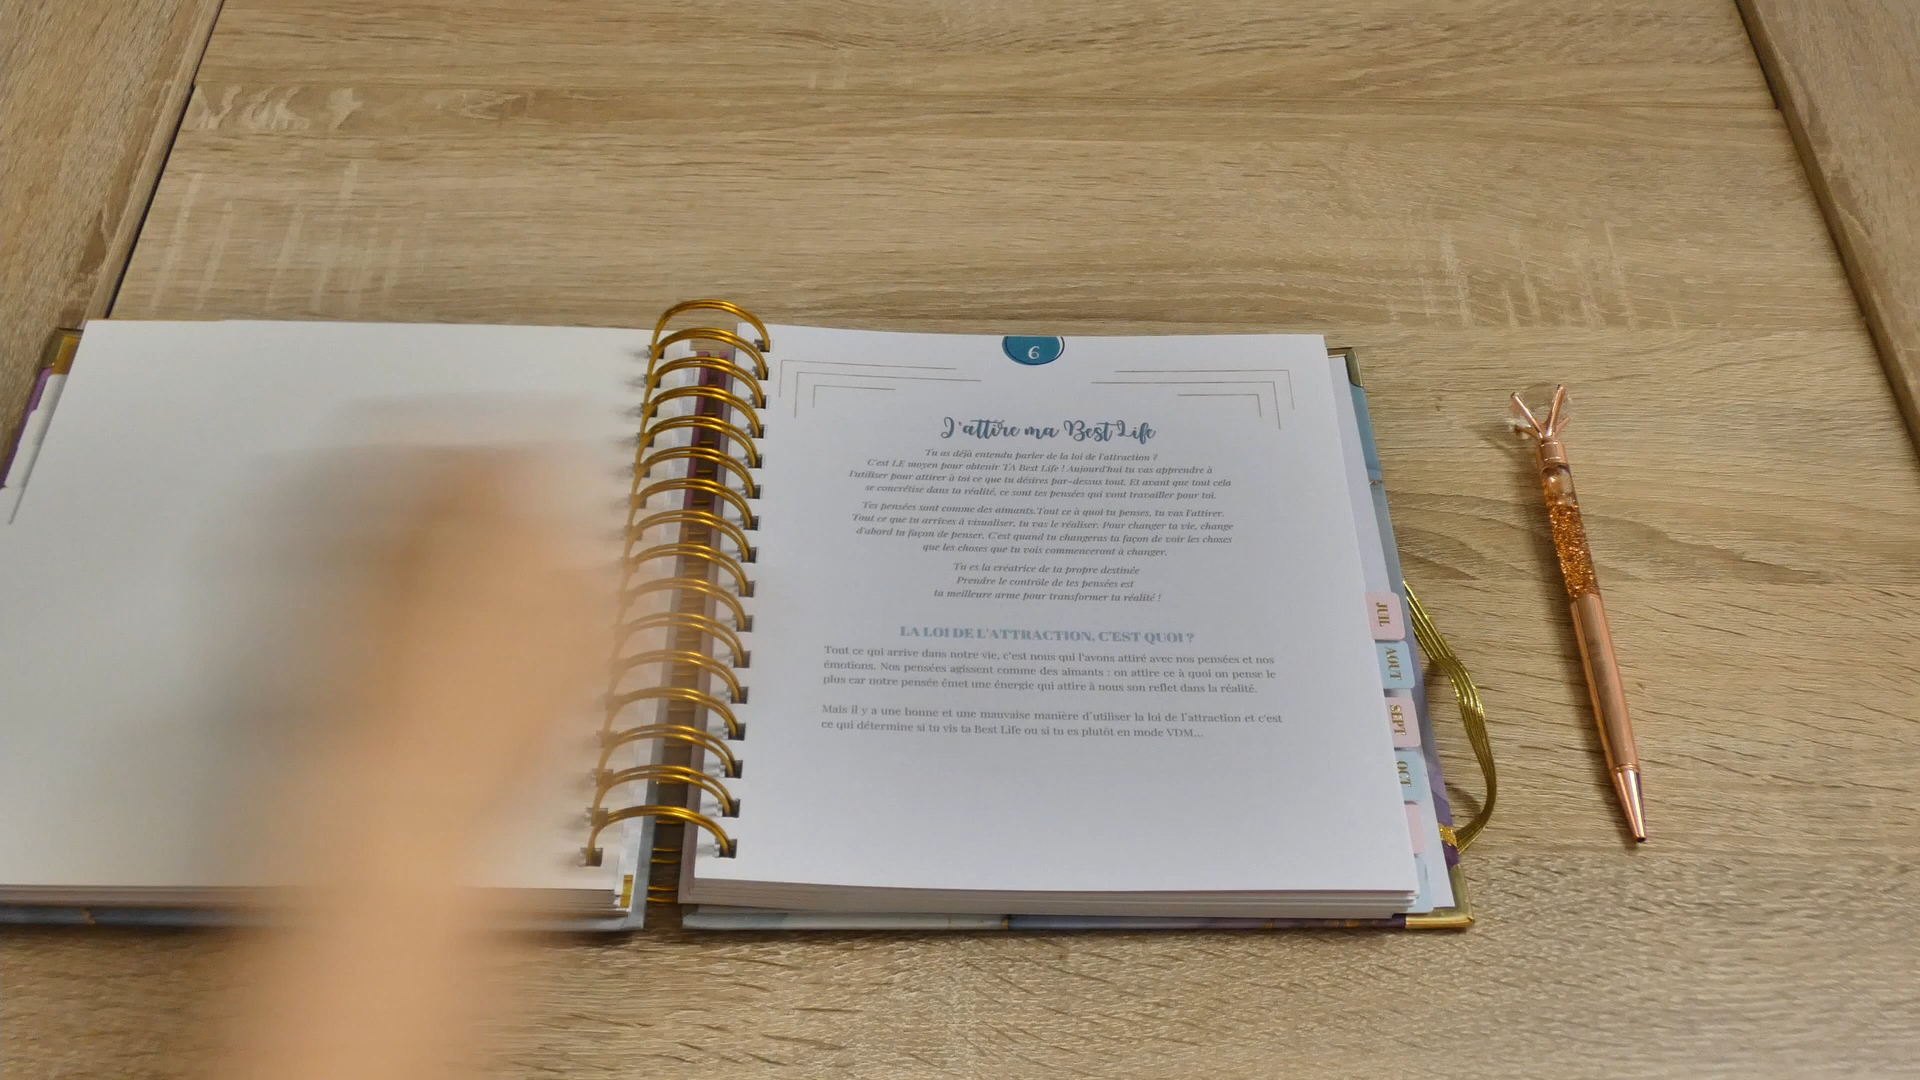 6
J'attire ma Best Life
Tu as déjà entendu parler de la loi de l'attraction ?
C'est LE moyen pour obtenir TA Best Life ! Aujourd'hui tu vas apprendre à
l'utiliser pour attirer à toi ce que tu désires par-dessus tout. Et avant que tout cela
se concrétise dans ta réalité, ce sont tes pensées qui vont travailler pour toi.
Tes pensées sont comme des aimants.Tout ce à quoi tu penses, tu vas l'attirer.
Tout ce que tu arrives à visualiser, tu vas le réaliser. Pour changer ta vie, change
d'abord ta façon de penser. C'est quand tu changeras ta façon de voir les choses
que les choses que tu vois commenceront à changer.
Tu es la créatrice de ta propre destinée
Prendre le contrôle de tes pensées est
ta meilleure arme pour transformer ta réalité !
LA LOI DE L'ATTRACTION, C'EST QUOI ?
Tout ce qui arrive dans notre vie, c'est nous qui l'avons attiré avec nos pensées et nos
émotions. Nos pensées agissent comme des aimants : on attire ce à quoi on pense le
plus car notre pensée émet une énergie qui attire à nous son reflet dans la réalité.
Mais il y a une bonne et une mauvaise manière d'utiliser la loi de l'attraction et c'est
ce qui détermine si tu vis ta Best Life ou si tu es plutôt en mode VDM...
JUIL
AOUT
SEPT
OCT